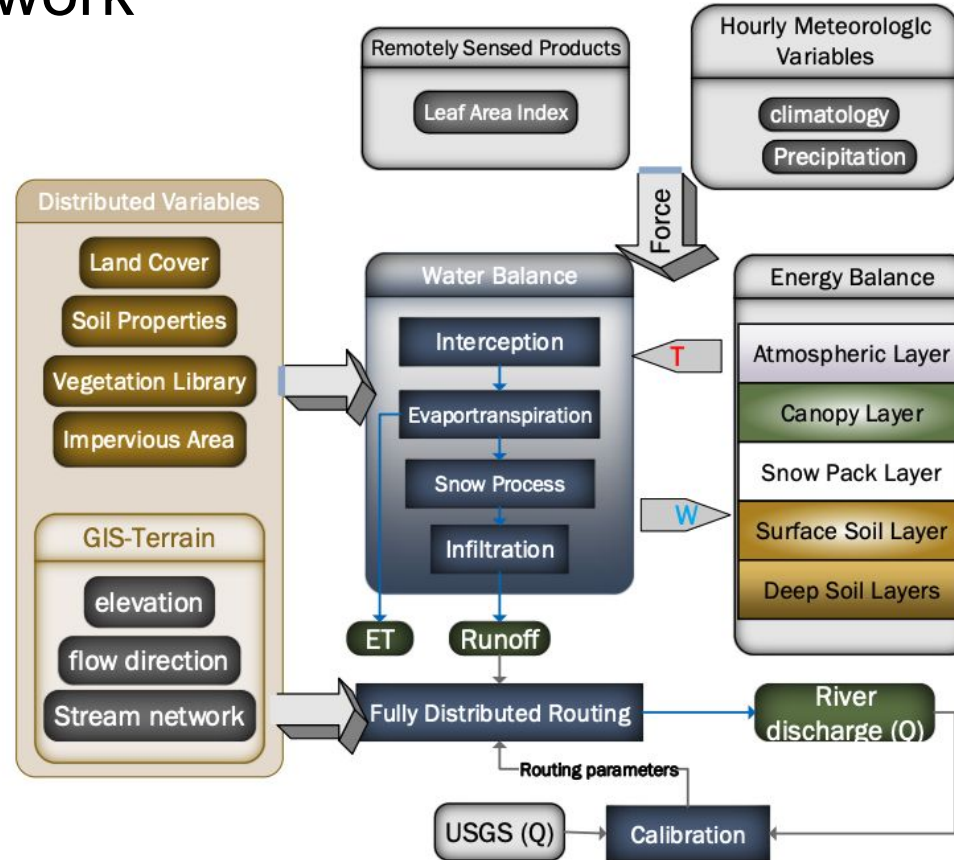 work
Remotely Sensed Products
Leaf Area Index
Hourly Meteorologic
Variables
climatology
Precipitation
Force
Distributed Variables
Land Cover
Soil Properties
Vegetation Library
Impervious Area
GIS-Terrain
elevation
flow direction
Stream network
Water Balance
Interception
Evaportranspiration
Snow Process
Infiltration
T
W
Energy Balance
Atmospheric Layer
Canopy Layer
Snow Pack Layer
Surface Soil Layer
Deep Soil Layers
ET
Runoff
Fully Distributed Routing
River
discharge (Q)
Routing parameters
USGS (Q)
Calibration